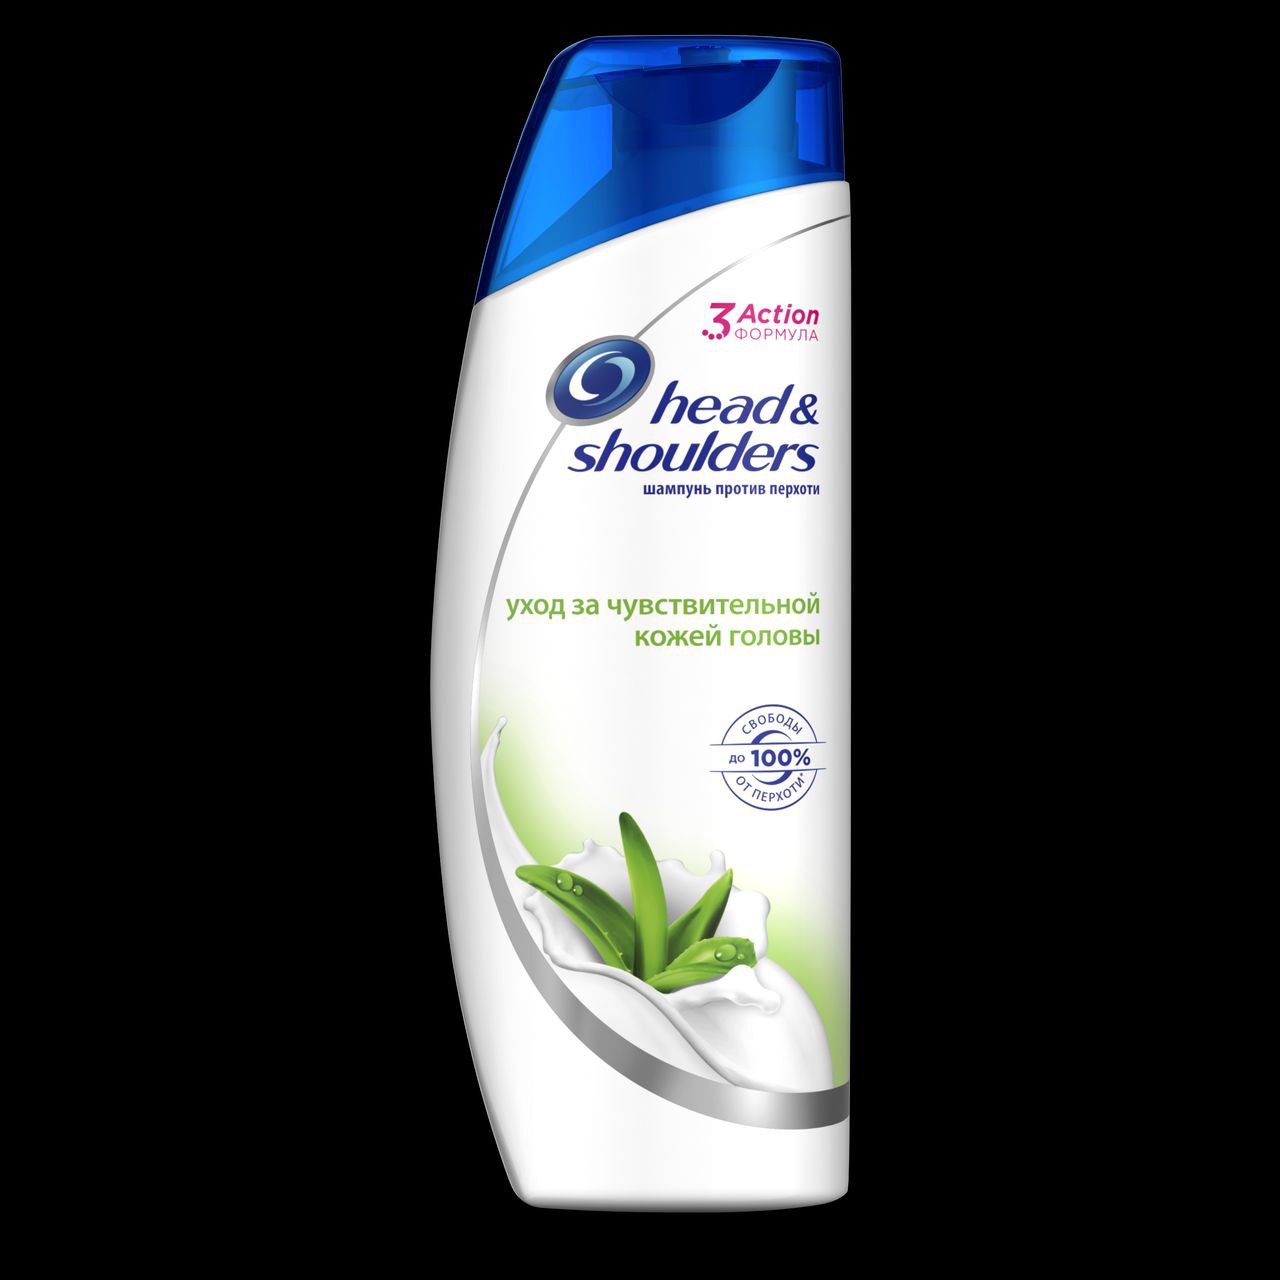 3 Action
ФОРМУЛА
head &
shoulders
шампунь против перхоти
уход за чувствительной
кожей головы
СВОБОДЫ
до 100%
ОТ ПЕРХОТИ*